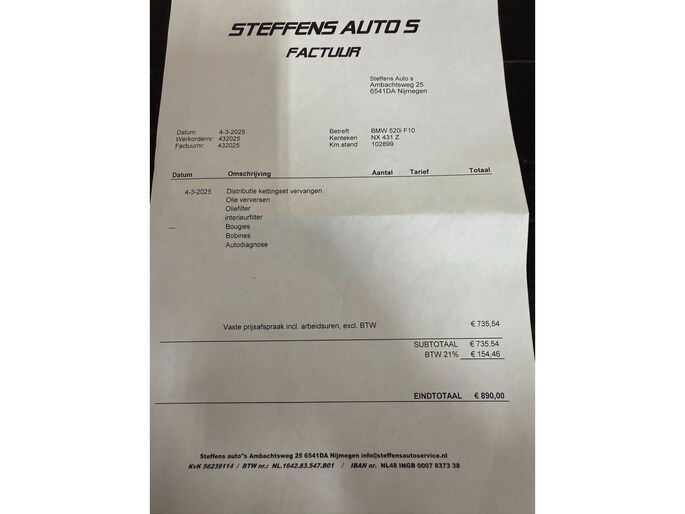 STEFFENS AUTO S
FACTUUR
Steffens Auto s
Ambachtsweg 25
6541DA Nijmegen
Datum: 4-3-2025 Betreft BMW 520i F10
Werkordernr: 432025 Kenteken NX 431 Z
Factuurnr: 432025 Km.stand 102899
Datum Omschrijving Aantal Tarief Totaal
4-3-2025 Distributie kettingset vervangen
Olie verversen
Oliefilter
interieurfilter
Bougies
Bobines
Autodiagnose
Vaste prijsafspraak incl. arbeidsuren, excl. BTW € 735,54
SUBTOTAAL € 735,54
BTW 21% € 154,46
EINDTOTAAL € 890,00
Steffens auto"s Ambachtsweg 25 6541DA Nijmegen info@steffensautoservice.nl
KvK 56239114 / BTW nr.: NL.1642.83.547.B01 / IBAN nr. NL48 INGB 0007 8373 38